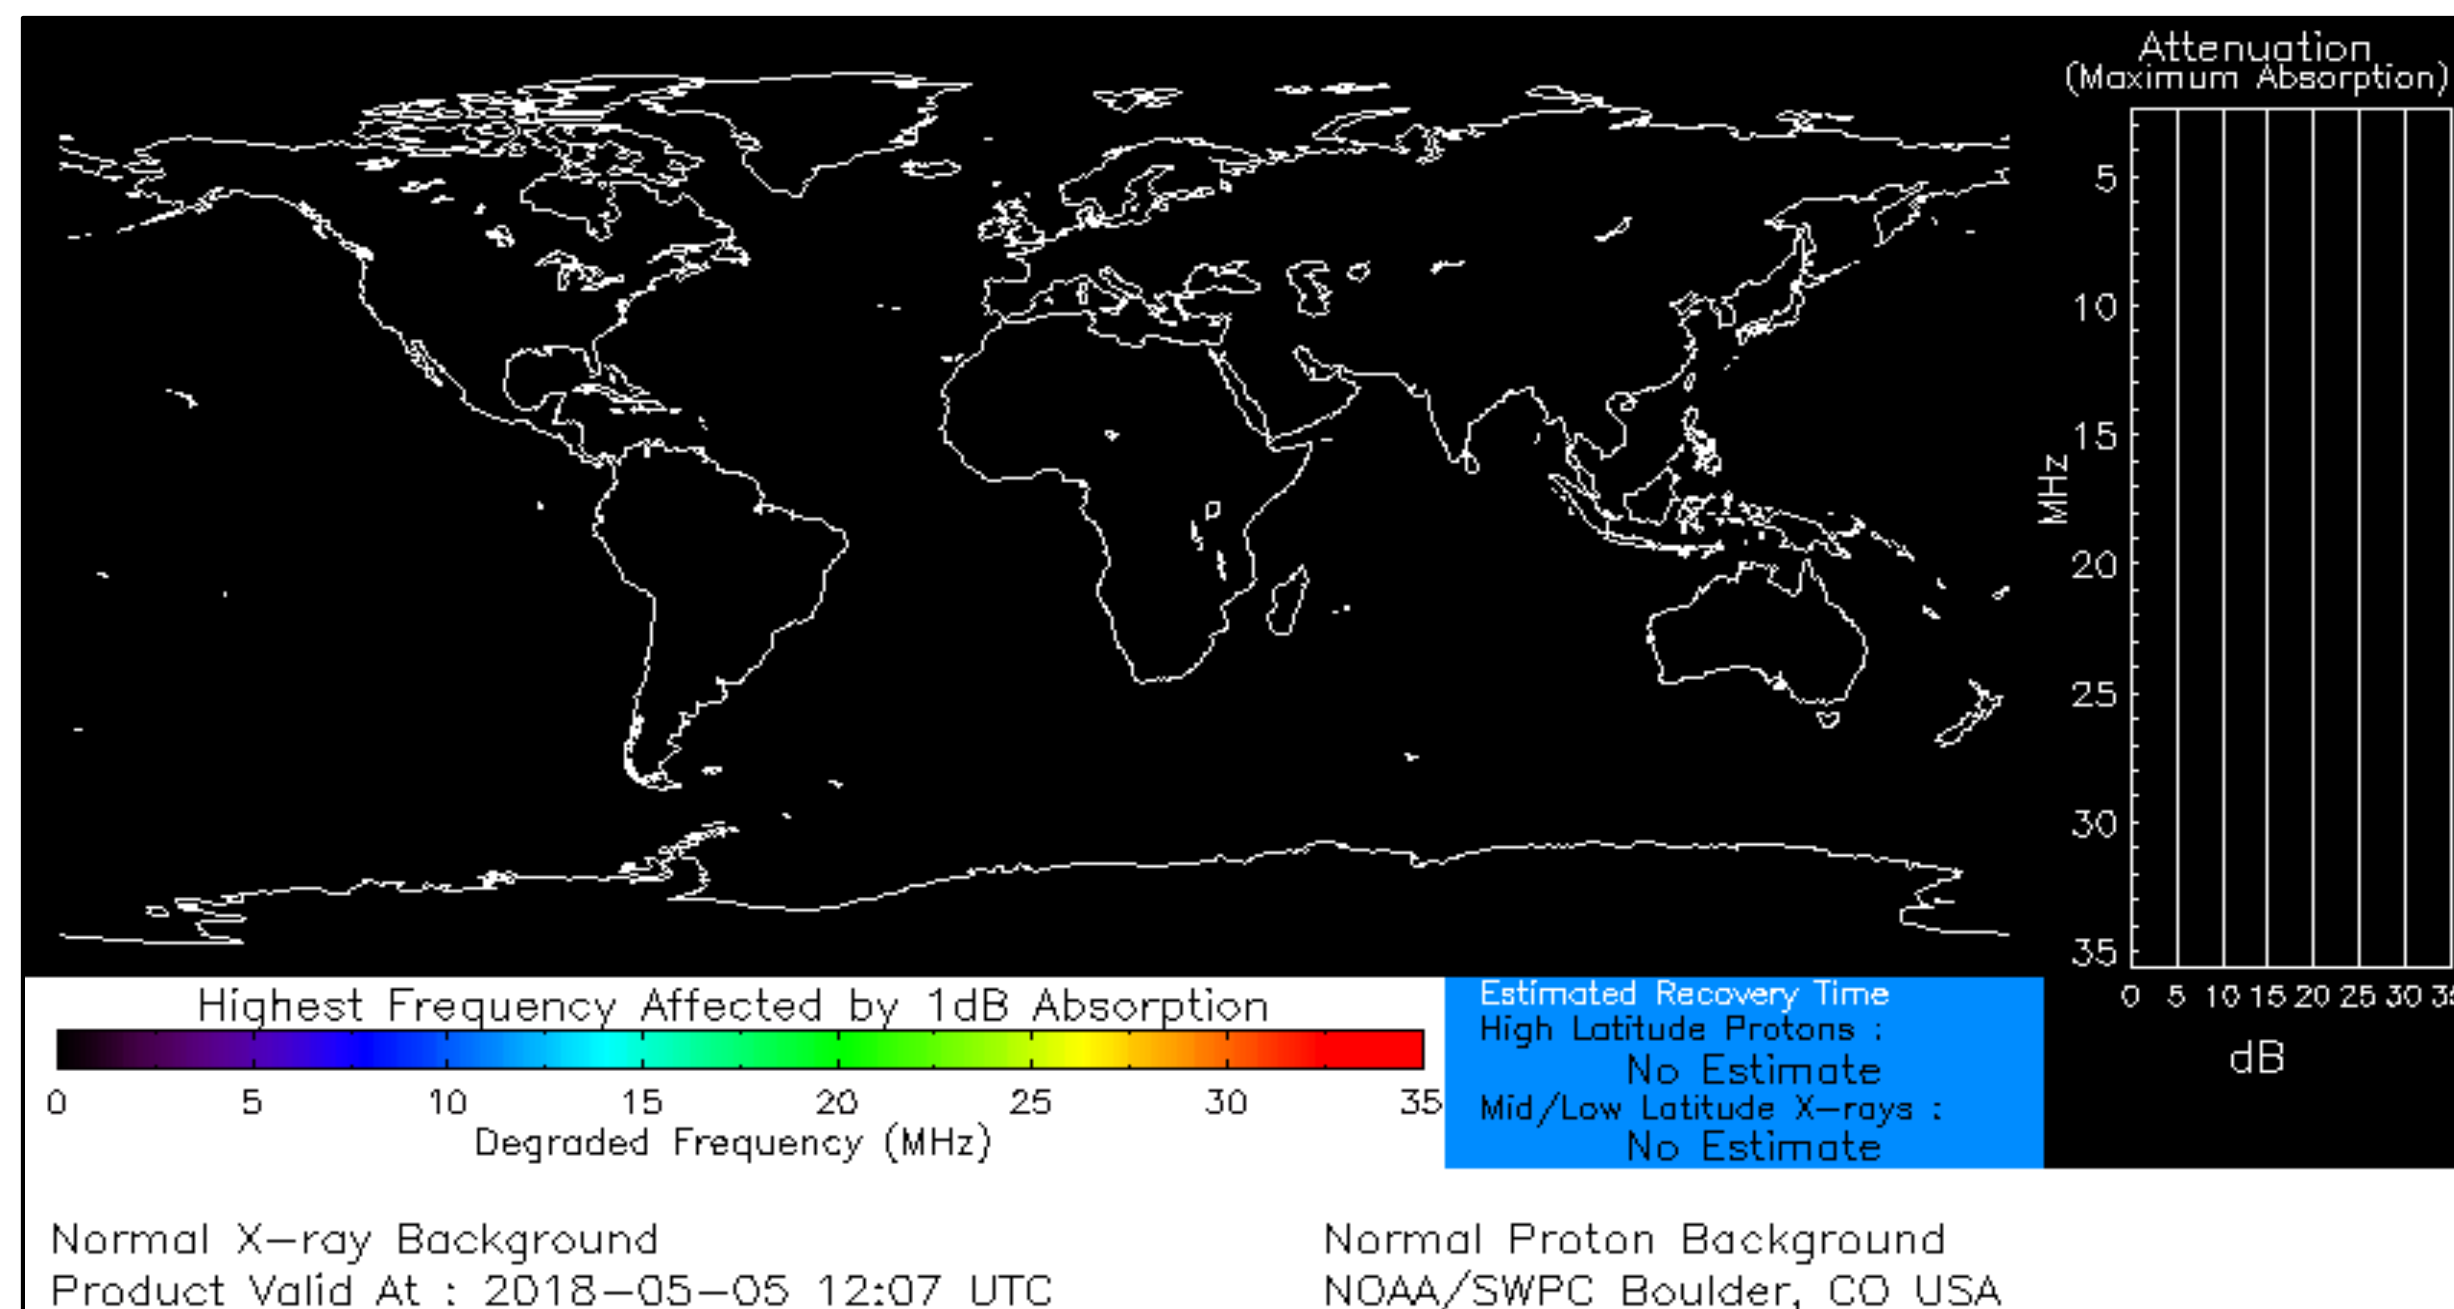 Attenuation
(Maximum Absorption)
5
10
15
20
25
30
35
MHz
0 5 10 15 20 25 30
dB
Highest Frequency Affected by 1dB Absorption
0 5 10 15 20 25 30 35
Degraded Frequency (MHz)
Estimated Recovery Time
High Latitude Protons :
No Estimate
Mid/Low Latitude X-rays :
No Estimate
Normal X-ray Background
Product Valid At : 2018-05-05 12:07 UTC
Normal Proton Background
NOAA/SWPC Boulder, CO USA